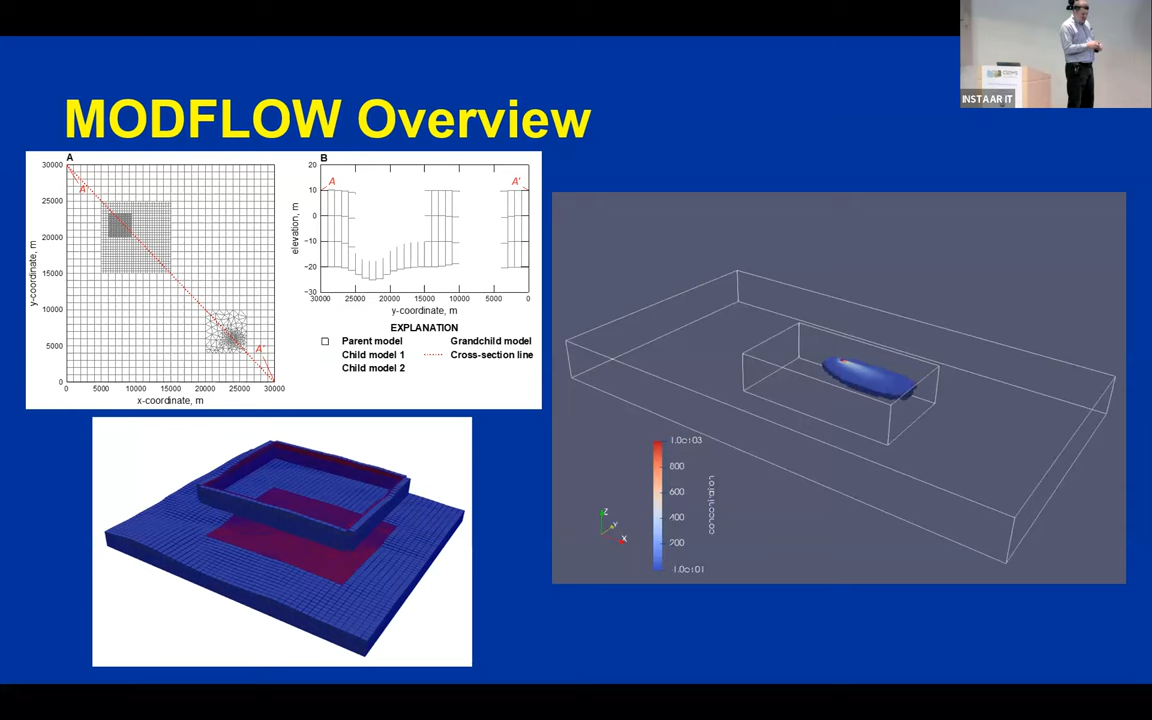 INSTAAR IT
MODFLOW Overview
A
30000
25000
20000
15000
10000
5000
0
0 5000 10000 15000 20000 25000 30000
y-coordinate, m
x-coordinate, m
A
A'
B
20
10
0
−10
−20
−30
30000 25000 20000 15000 10000 5000 0
elevation, m
y-coordinate, m
A
A'
EXPLANATION
Parent model
Child model 1
Child model 2
Grandchild model
Cross-section line
1.0e+03
800
600
400
200
1.0e+01
Z
Y
X